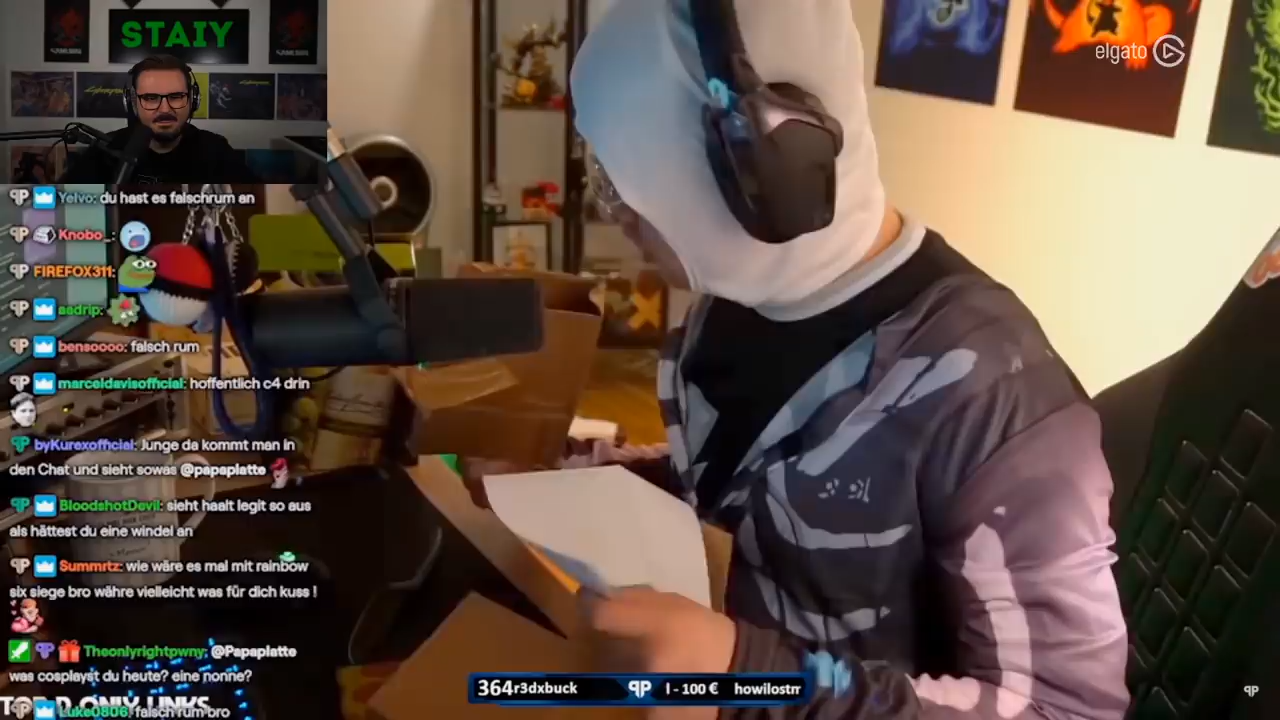 STAIY
elgato
Yelvo: du hast es falschrum an
Knobo_:
FIREFOX311:
aadrip:
bensoooo: falsch rum
marceldavisofficial: hoffentlich c4 drin
byKurexofficial: Junge da kommt man in
den Chat und sieht sowas @papaplatte
BloodshotDevil: sieht haalt legit so aus
als hättest du eine windel an
Summrtz: wie wäre es mal mit rainbow
six siege bro währe vielleicht was für dich kuss !
Theonlyrightpwny: @Papaplatte
was cosplayst du heute? eine nonne?
Luke0806: falsch rum bro
364 r3dxbuck
l - 100 € howilostm